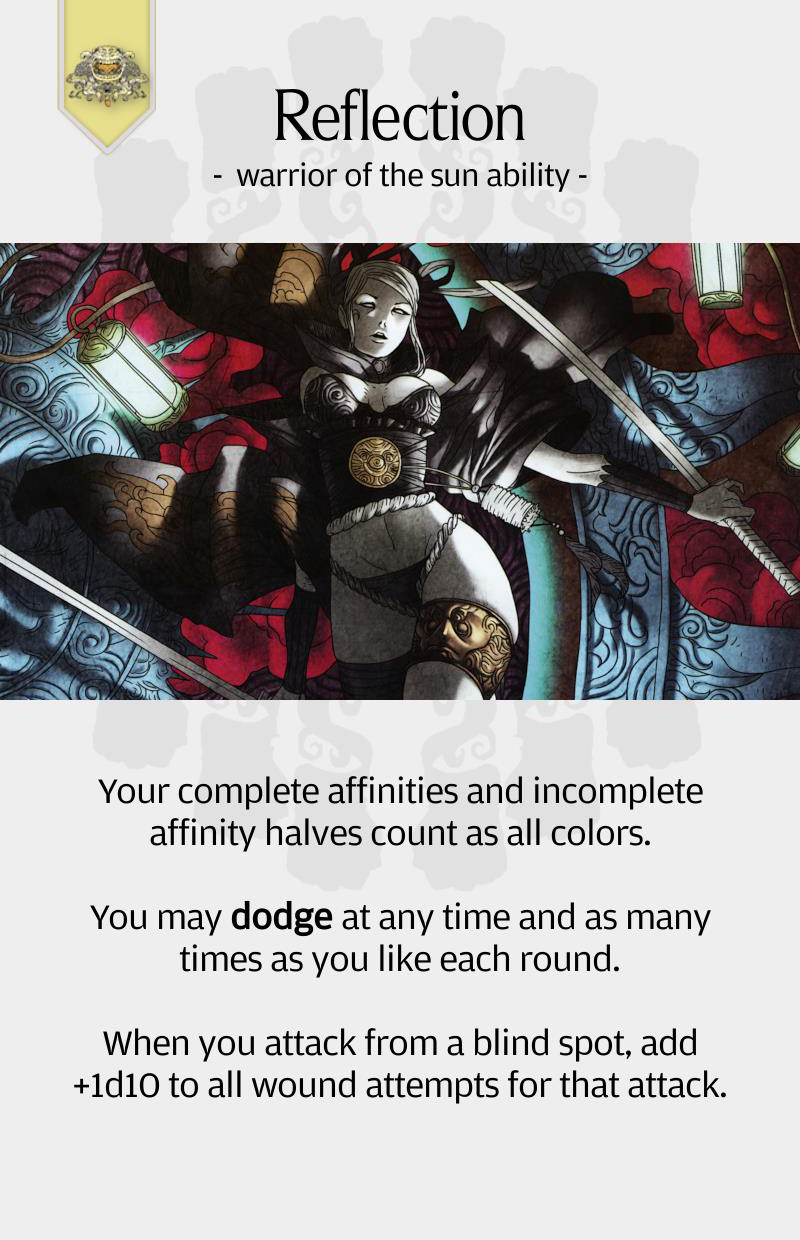 Reflection
- warrior of the sun ability -
Your complete affinities and incomplete
affinity halves count as all colors.
You may dodge at any time and as many
times as you like each round.
When you attack from a blind spot, add
+1d10 to all wound attempts for that attack.